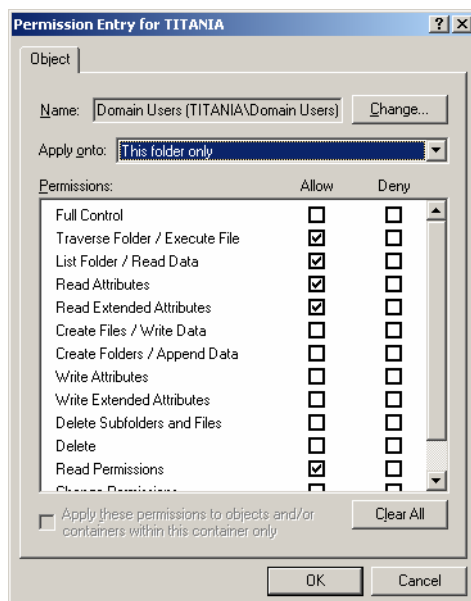 Permission Entry for TITANIA
Object
Name: Domain Users (TITANIA\Domain Users) Change...
Apply onto: This folder only
Permissions: Allow Deny
Full Control
Traverse Folder / Execute File
List Folder / Read Data
Read Attributes
Read Extended Attributes
Create Files / Write Data
Create Folders / Append Data
Write Attributes
Write Extended Attributes
Delete Subfolders and Files
Delete
Read Permissions
Change Permissions
Apply these permissions to objects and/or
containers within this container only
Clear All
OK Cancel